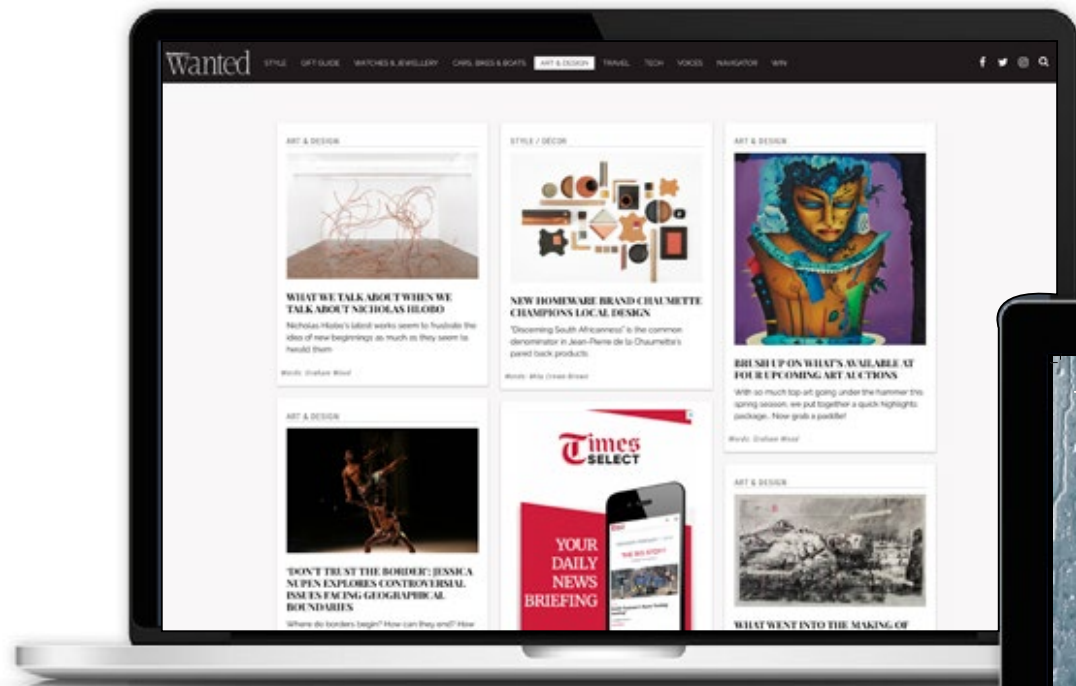 Wanted
STYLE GIFT GUIDE WATCHES & JEWELLERY CARS, BIKES & BOATS ART & DESIGN TRAVEL TECH VOICES NAVIGATOR WIN
ART & DESIGN
WHAT WE TALK ABOUT WHEN WE
TALK ABOUT NICHOLAS HLOBO
Nicholas Hlobo's latest works seem to frustrate the
idea of new beginnings as much as they seem to
herald them
Words: Graham Wood
ART & DESIGN
'DON'T TRUST THE BORDER': JESSICA
NUPEN EXPLORES CONTROVERSIAL
ISSUES FACING GEOGRAPHICAL
BOUNDARIES
Where do borders begin? How can they end? How
STYLE / DÉCOR
NEW HOMEWARE BRAND CHAUMETTE
CHAMPIONS LOCAL DESIGN
"Discerning South Africanness" is the common
denominator in Jean-Pierre de la Chaumette's
pared back products.
Words:
Times
SELECT
YOUR
DAILY
NEWS
BRIEFING
THE BIG STORY
ART & DESIGN
BRUSH UP ON WHAT'S AVAILABLE AT
FOUR UPCOMING ART AUCTIONS
With so much top art going under the hammer this
spring season, we put together a quick highlights
package.. Now grab a paddle!
Words: Graham Wood
ART & DESIGN
WHAT WENT INTO THE MAKING OF